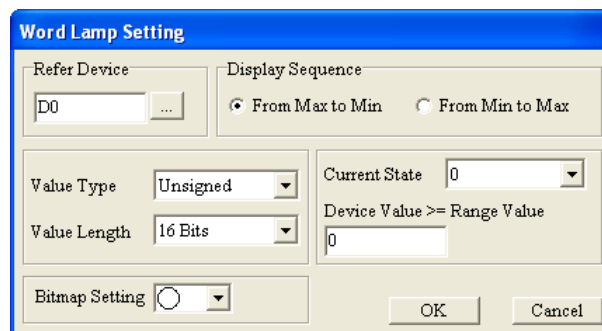 Word Lamp Setting
Refer Device
D0
...
Display Sequence
From Max to Min
From Min to Max
Value Type
Unsigned
Value Length
16 Bits
Current State
0
Device Value >= Range Value
0
Bitmap Setting
OK
Cancel